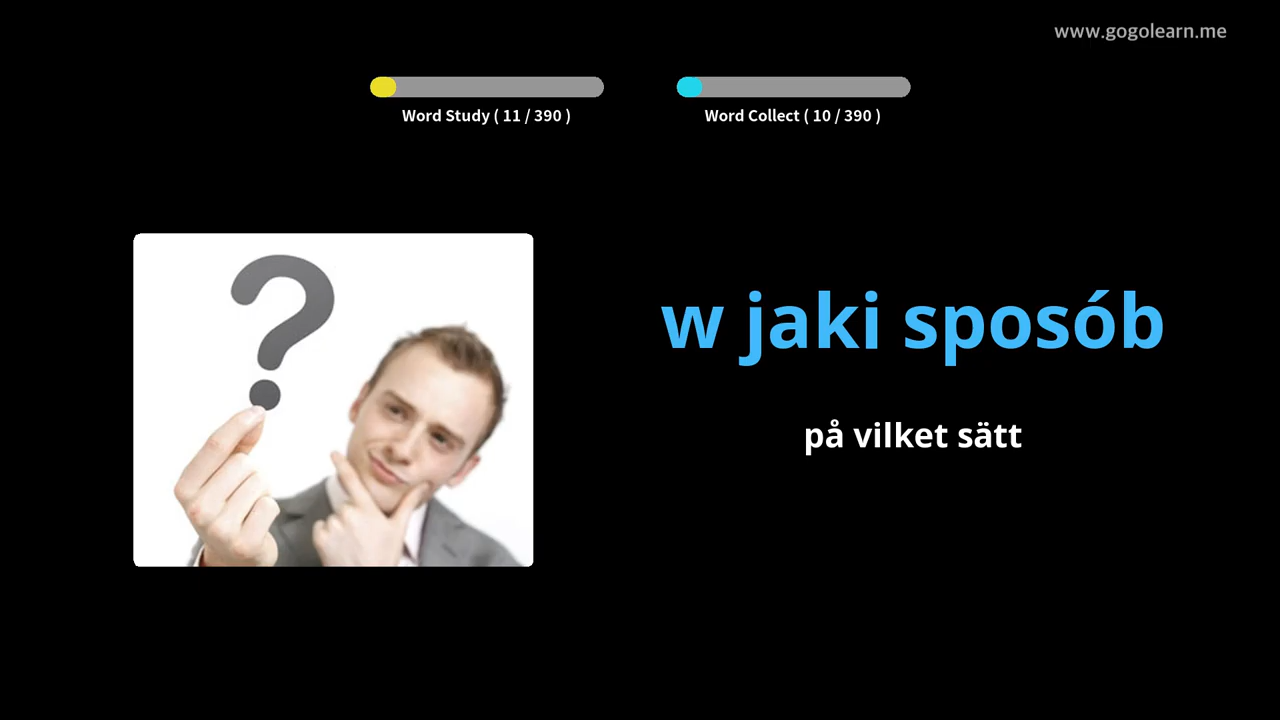 www.gogolearn.me
Word Study ( 11 / 390 )
Word Collect ( 10 / 390 )
w jaki sposób
på vilket sätt